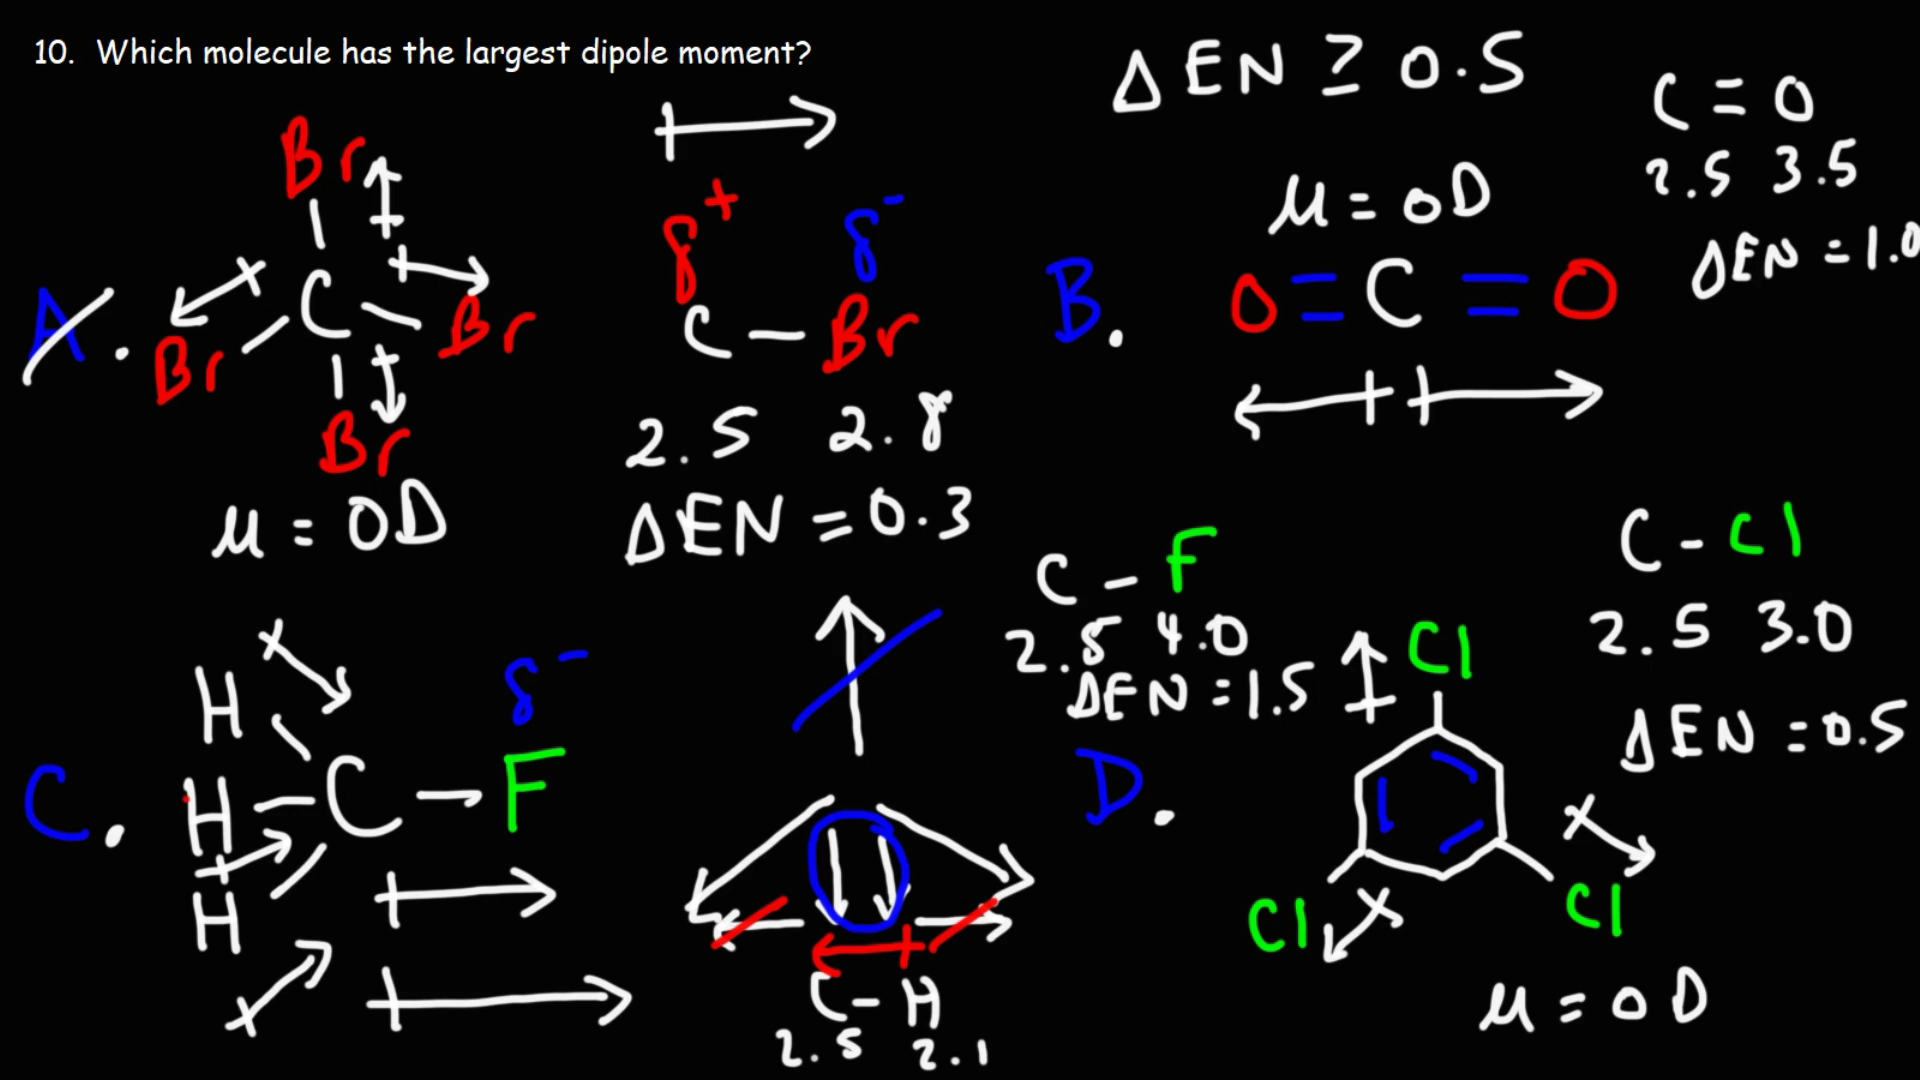 10. Which molecule has the largest dipole moment?
ΔEN ≥ 0.5
C = O
2.5 3.5
ΔEN = 1.0
μ = 0D
B. O = C = O
A.
Br
Br C Br
Br
μ = 0D
δ+ δ-
C - Br
2.5 2.8
ΔEN = 0.3
C - F
2.5 4.0
ΔEN = 1.5
C - Cl
2.5 3.0
ΔEN = 0.5
C.
H
H - C - F
H
δ-
C - H
2.5 2.1
D.
Cl
Cl Cl
μ = 0D